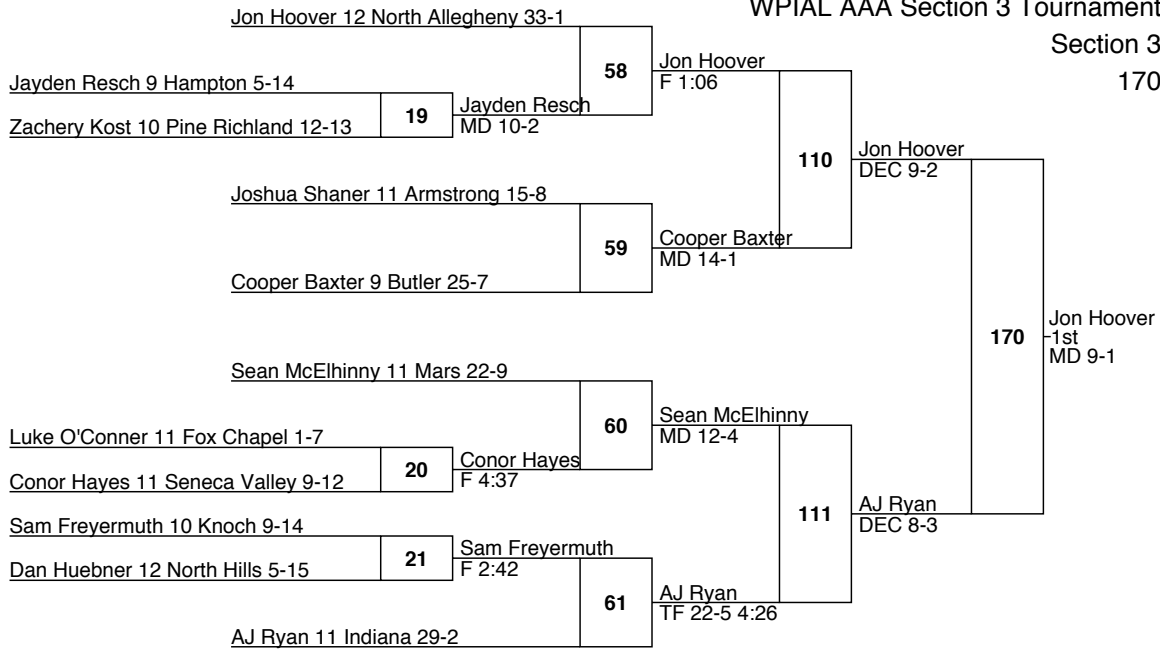 WPIAL AAA Section 3 Tournament
Section 3
170
Jon Hoover 12 North Allegheny 33-1
58
Jon Hoover
F 1:06
Jayden Resch 9 Hampton 5-14
19
Jayden Resch
MD 10-2
Zachery Kost 10 Pine Richland 12-13
110
Jon Hoover
DEC 9-2
Joshua Shaner 11 Armstrong 15-8
59
Cooper Baxter
MD 14-1
Cooper Baxter 9 Butler 25-7
170
Jon Hoover
1st
MD 9-1
Sean McElhinny 11 Mars 22-9
60
Sean McElhinny
MD 12-4
Luke O'Conner 11 Fox Chapel 1-7
20
Conor Hayes
F 4:37
Conor Hayes 11 Seneca Valley 9-12
111
AJ Ryan
DEC 8-3
Sam Freyermuth 10 Knoch 9-14
21
Sam Freyermuth
F 2:42
Dan Huebner 12 North Hills 5-15
61
AJ Ryan
TF 22-5 4:26
AJ Ryan 11 Indiana 29-2